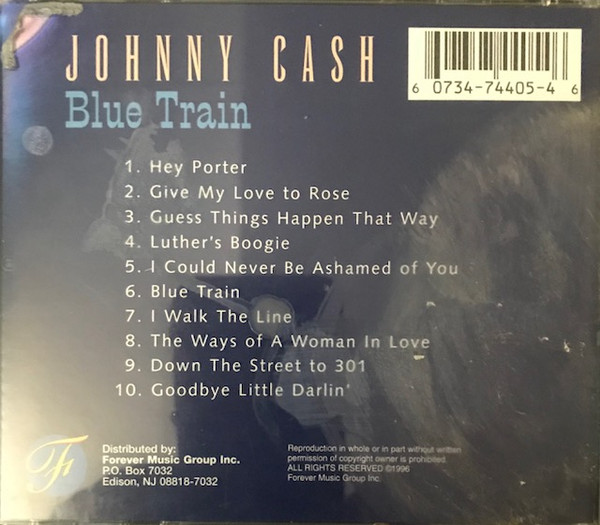 JOHNNY CASH
Blue Train
6 0734-74405-4 6
1. Hey Porter
2. Give My Love to Rose
3. Guess Things Happen That Way
4. Luther's Boogie
5. I Could Never Be Ashamed of You
6. Blue Train
7. I Walk The Line
8. The Ways of A Woman In Love
9. Down The Street to 301
10. Goodbye Little Darlin'
F
Distributed by:
Forever Music Group Inc.
P.O. Box 7032
Edison, NJ 08818-7032
Reproduction in whole or in part without written
permission of copyright owner is prohibited.
ALL RIGHTS RESERVED ©1996
Forever Music Group Inc.